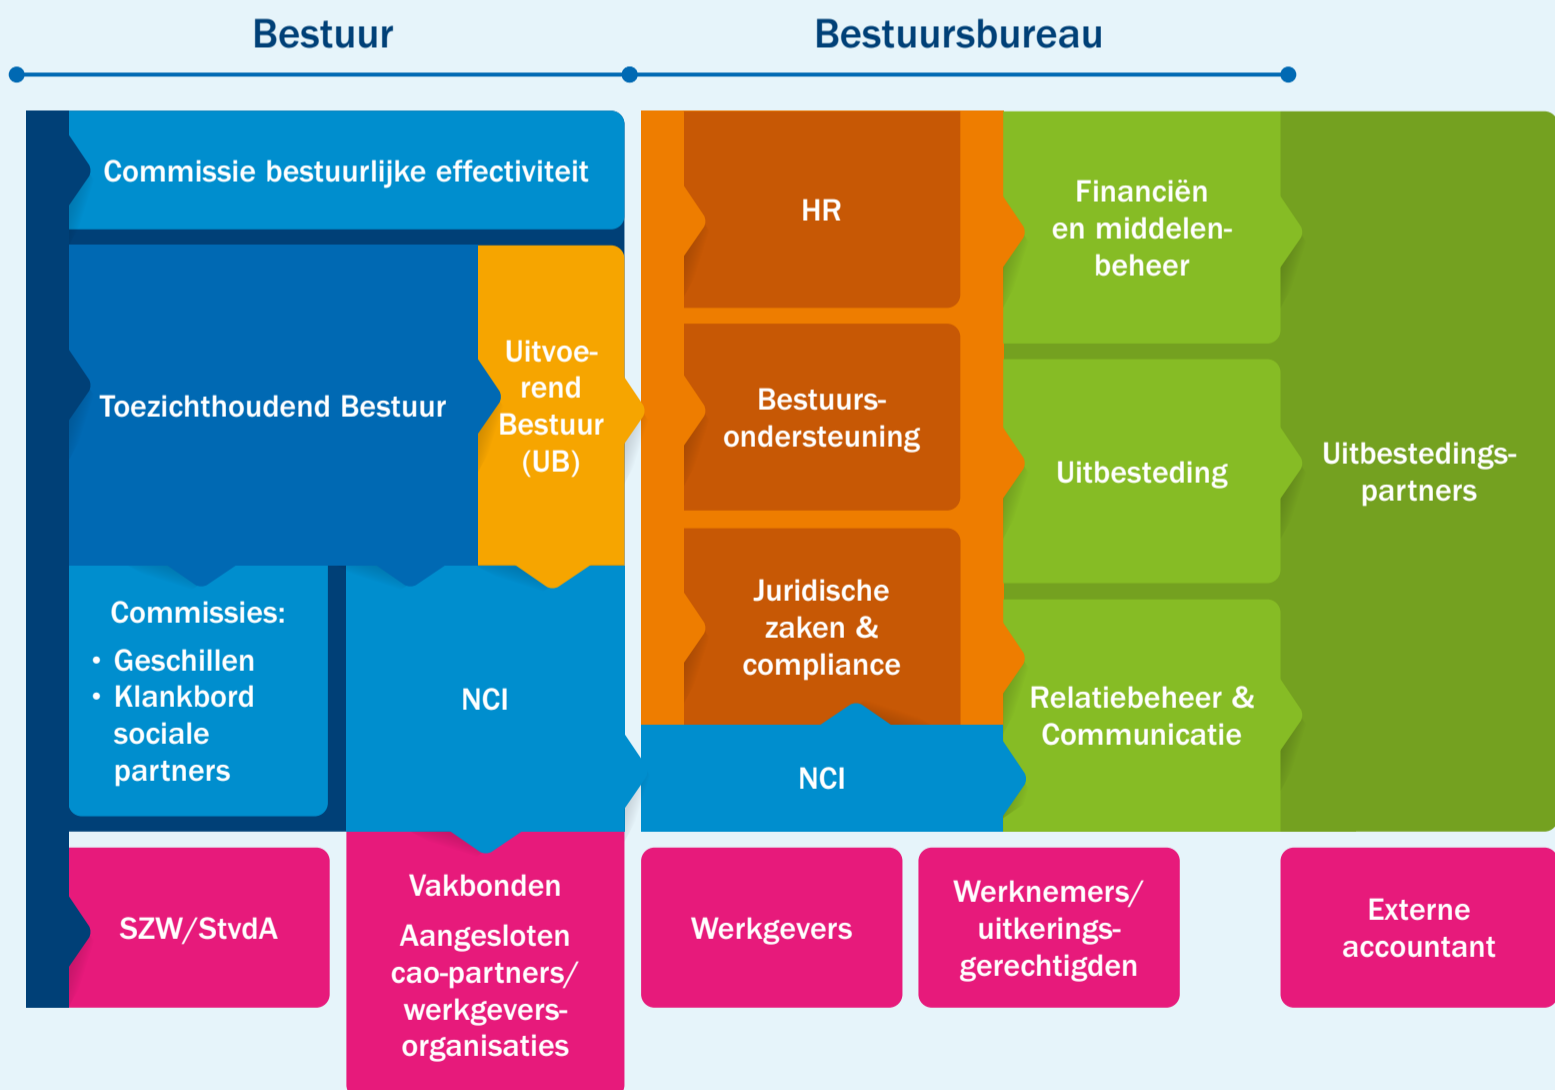 Bestuur
Bestuursbureau
Commissie bestuurlijke effectiviteit
Toezichthoudend Bestuur
Uitvoe-
rend
Bestuur
(UB)
Commissies:
• Geschillen
• Klankbord
sociale
partners
NCI
HR
Bestuurs-
ondersteuning
Juridische
zaken &
compliance
NCI
Financiën
en middelen-
beheer
Uitbesteding
Relatiebeheer &
Communicatie
Uitbestedings-
partners
SZW/StvdA
Vakbonden
Aangesloten
cao-partners/
werkgevers-
organisaties
Werkgevers
Werknemers/
uitkerings-
gerechtigden
Externe
accountant